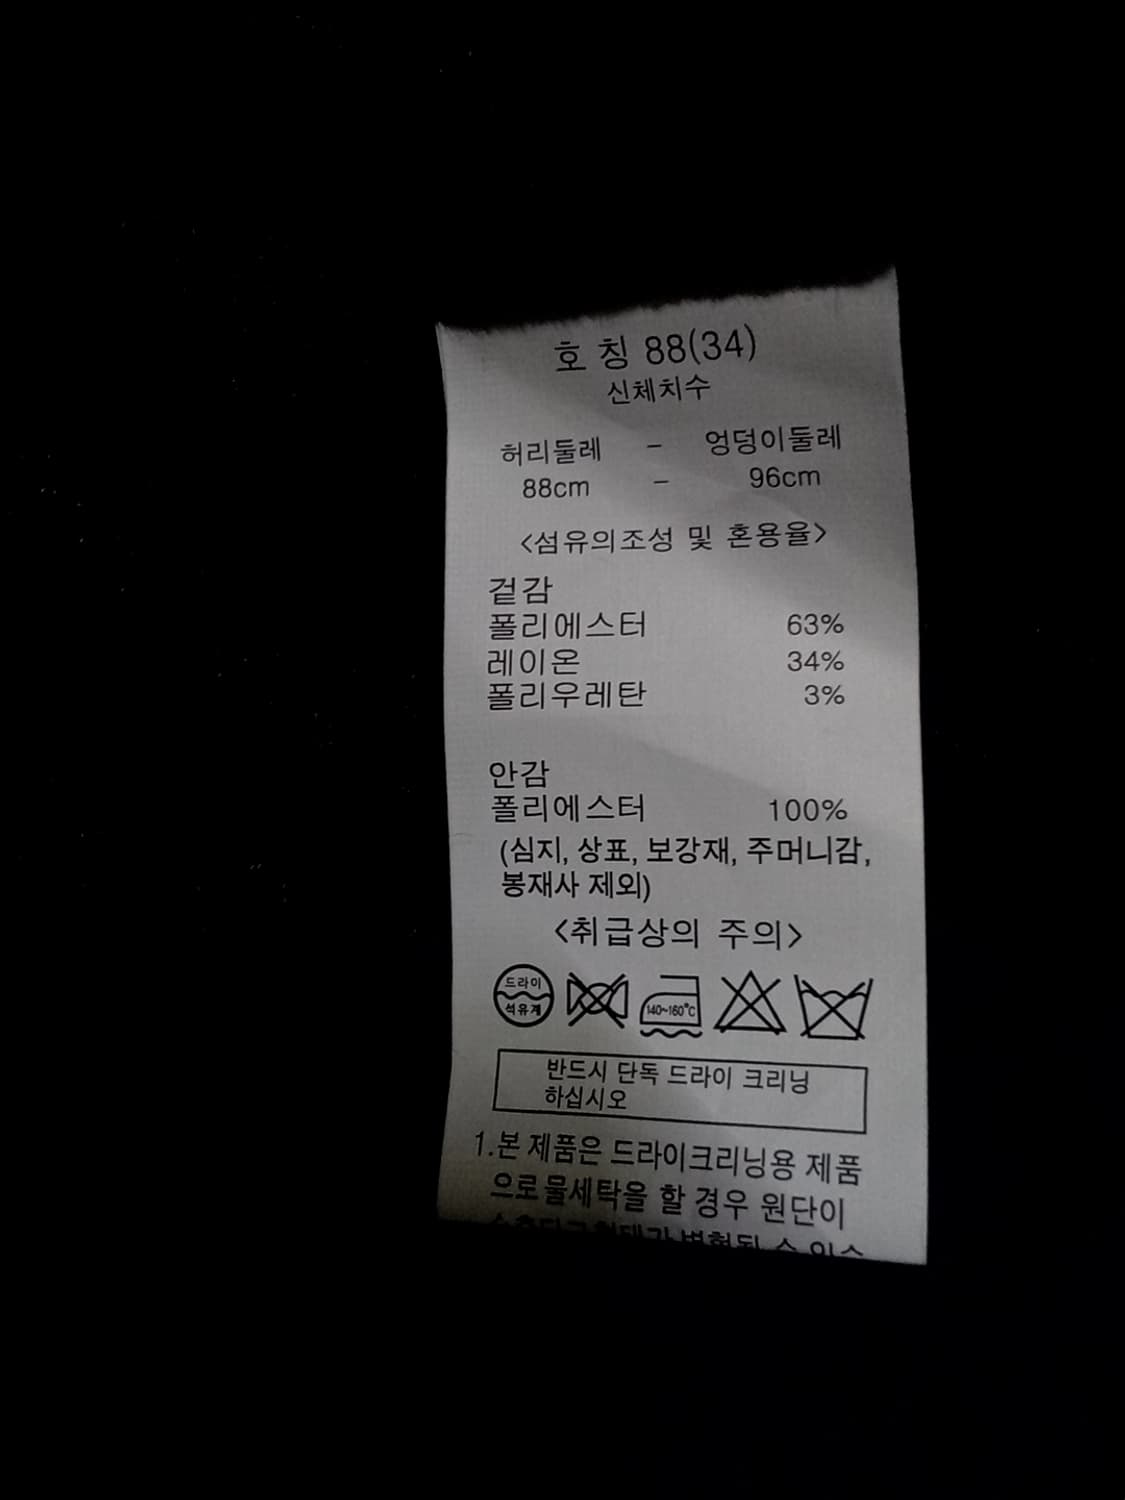 호 칭 88(34)
신체치수
허리둘레 - 엉덩이둘레
88cm - 96cm
<섬유의조성 및 혼용율>
겉감
폴리에스터 63%
레이온 34%
폴리우레탄 3%
안감
폴리에스터 100%
(심지, 상표, 보강재, 주머니감,
봉재사 제외)
<취급상의 주의>
드라이
석유계
140~160°C
반드시 단독 드라이 크리닝
하십시오
1.본 제품은 드라이크리닝용 제품
으로물세탁을 할 경우 원단이
수 있